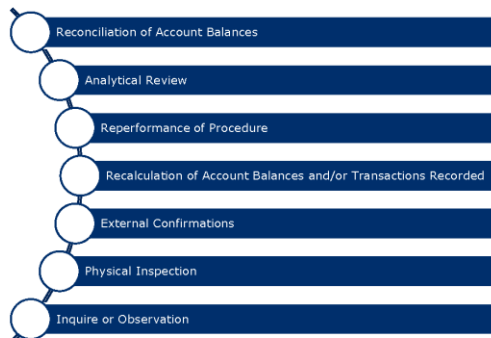 Reconciliation of Account Balances
Analytical Review
Reperformance of Procedure
Recalculation of Account Balances and/or Transactions Recorded
External Confirmations
Physical Inspection
Inquire or Observation